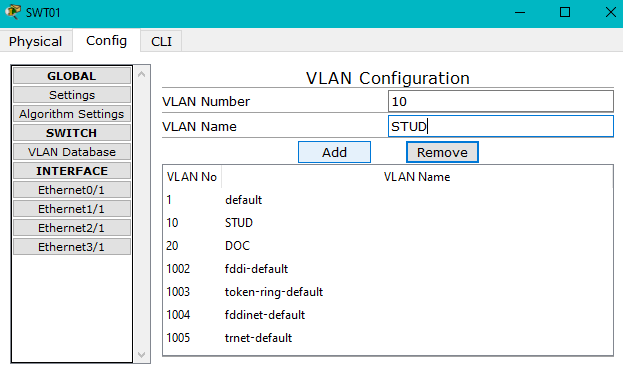 SWT01
Physical Config CLI
GLOBAL
Settings
Algorithm Settings
SWITCH
VLAN Database
INTERFACE
Ethernet0/1
Ethernet1/1
Ethernet2/1
Ethernet3/1
VLAN Configuration
VLAN Number 10
VLAN Name STUD
Add Remove
VLAN No VLAN Name
1 default
10 STUD
20 DOC
1002 fddi-default
1003 token-ring-default
1004 fddinet-default
1005 trnet-default